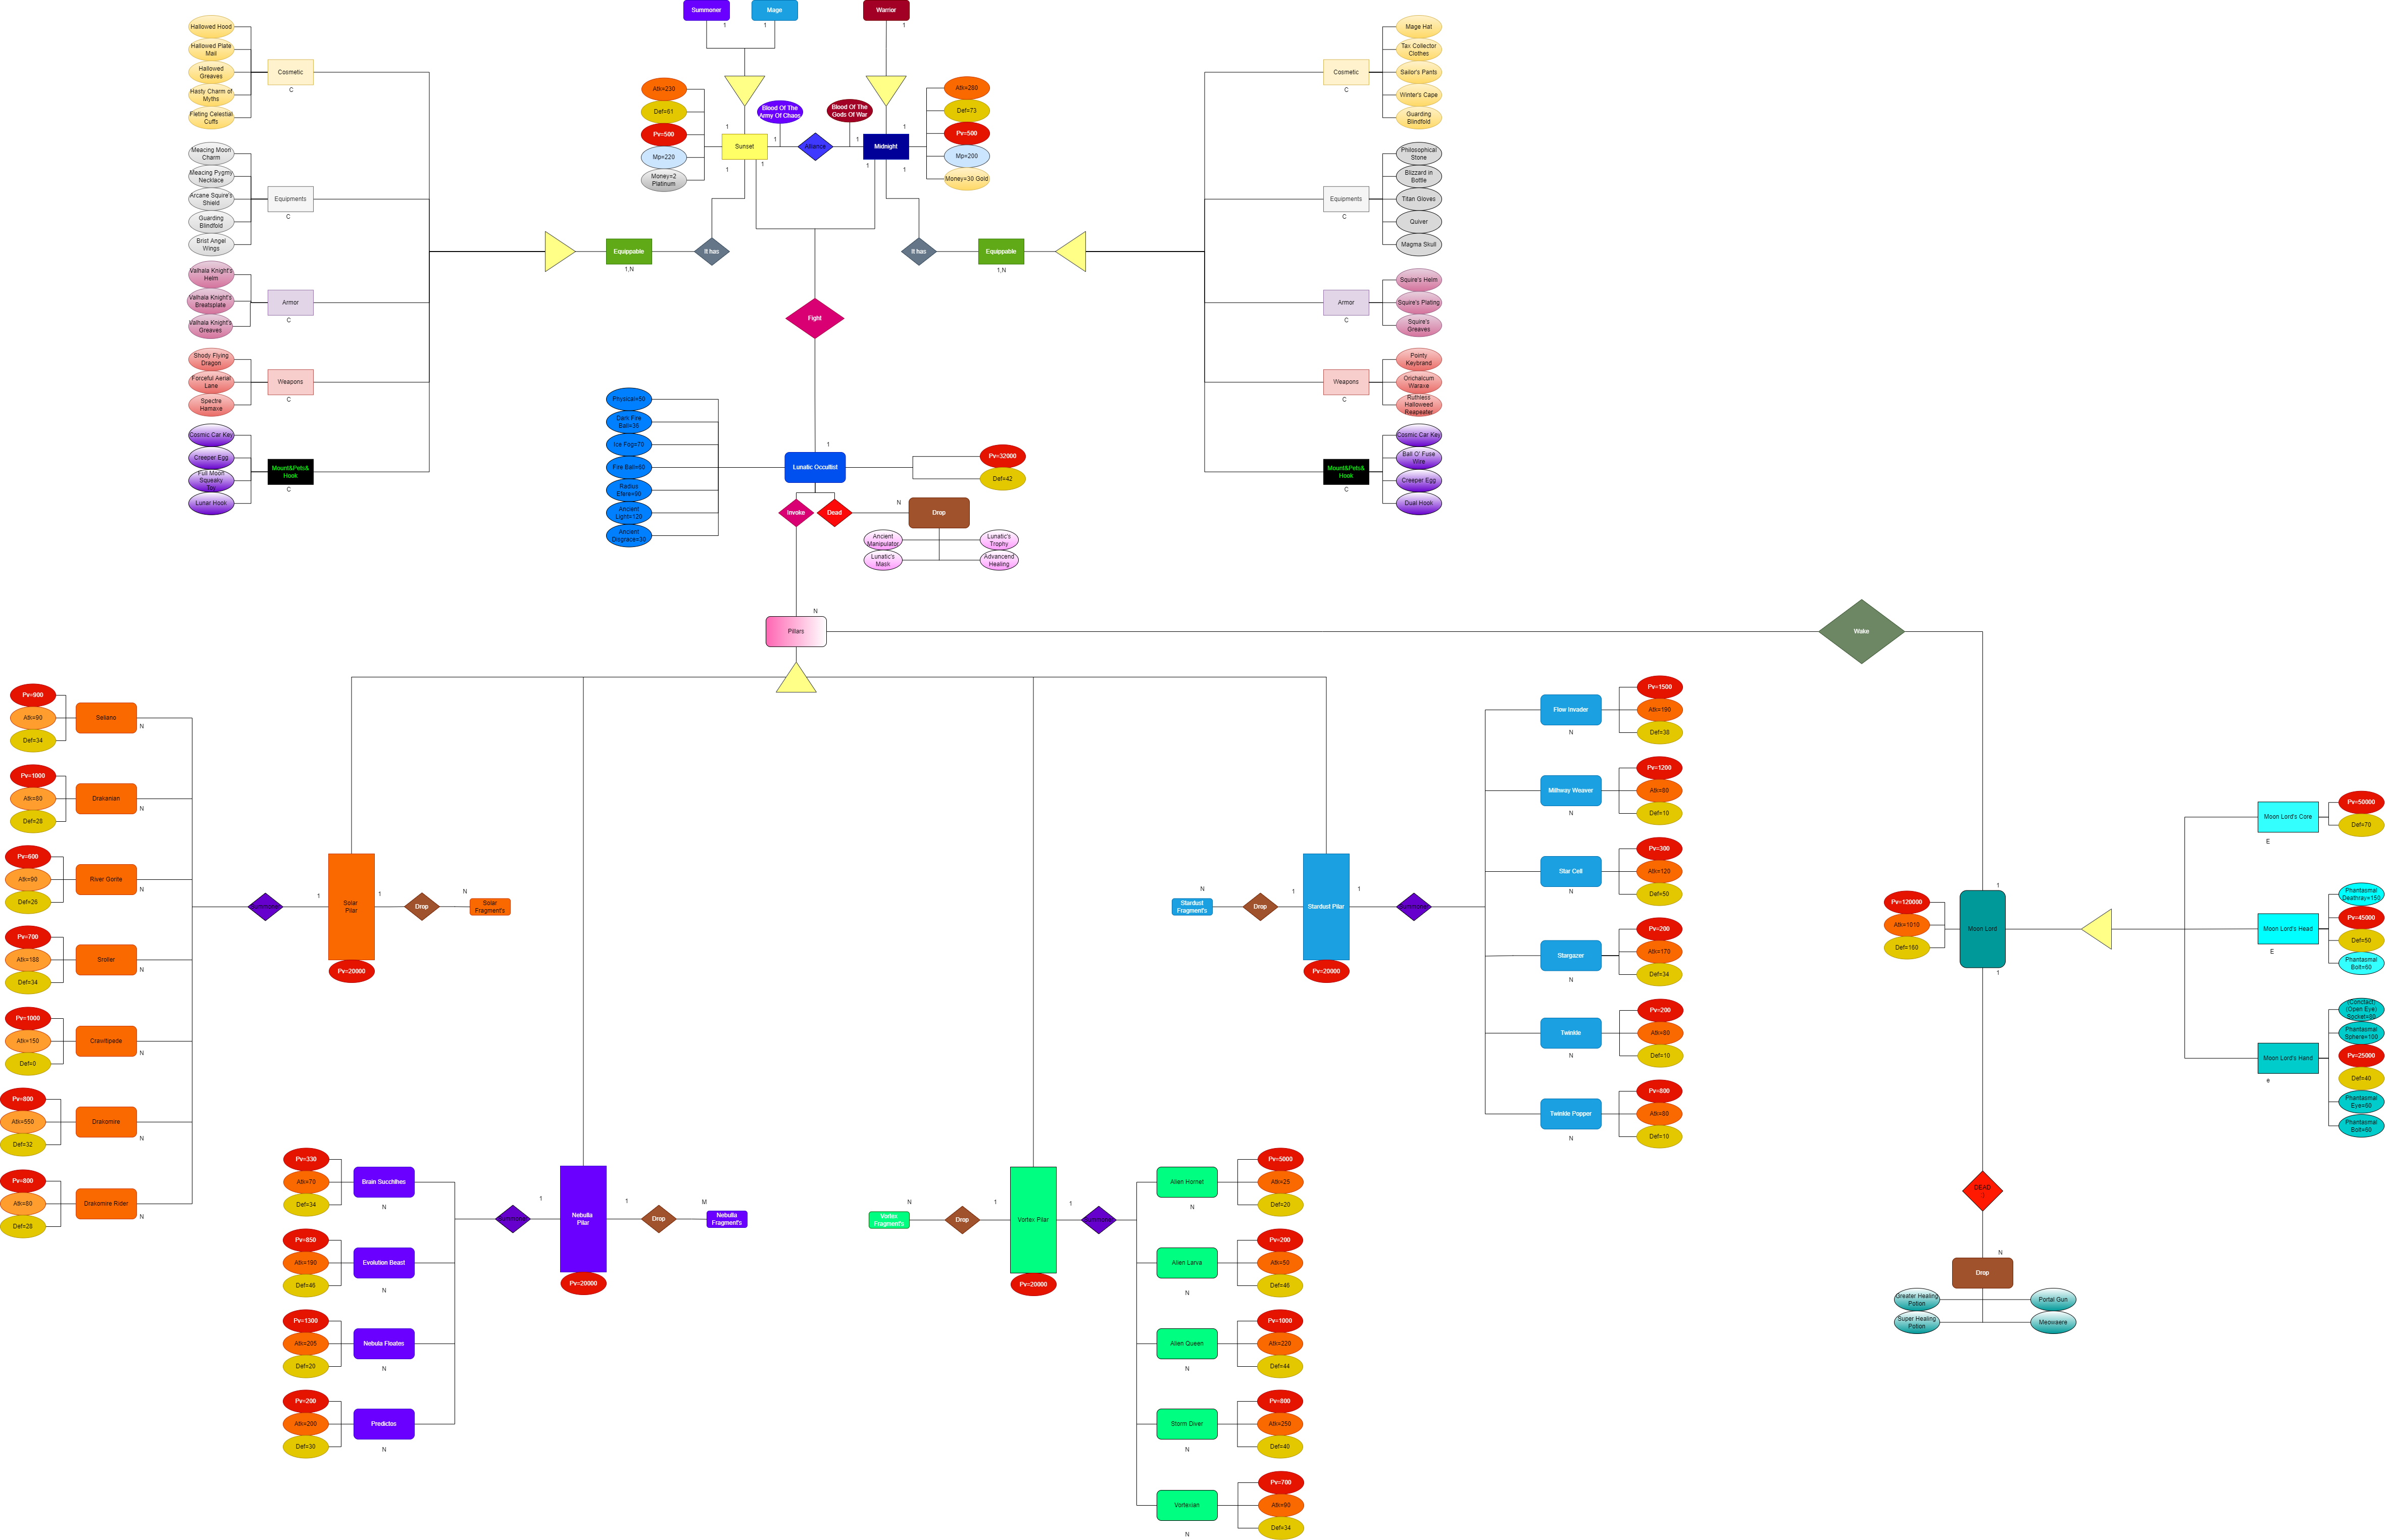 Summoner
Mage
Warrior
1
1
1
Hallowed Hood
Hallowed Plate
Mail
Hallowed
Greaves
Hasty Charm of
Myths
Fleting Celestial
Cuffs
Cosmetic
C
Meacing Moon
Charm
Meacing Pygmy
Necklace
Arcane Squire's
Shield
Guarding
Blindfold
Brist Angel
Wings
Equipments
C
Valhala Knight's
Helm
Valhala Knight's
Breatsplate
Valhala Knight's
Greaves
Armor
C
Shody Flying
Dragon
Forceful Aerial
Lane
Spectre
Hamaxe
Weapons
C
Cosmic Car Key
Creeper Egg
Full Moon
Squeaky
Toy
Lunar Hook
Mount&Pets&
Hook
C
Equippable
1,N
It has
Atk=230
Def=61
Pv=500
Mp=220
Money=2
Platinum
1
Sunset
1
1
1
Blood Of The
Army Of Chaos
Alliance
Blood Of The
Gods Of War
1
Midnight
1
1
1
Atk=280
Def=73
Pv=500
Mp=200
Money=30 Gold
It has
Equippable
1,N
Mage Hat
Tax Collector
Clothes
Sailor's Pants
Winter's Cape
Guarding
Blindfold
Cosmetic
C
Philosophical
Stone
Blizzard in
Bottle
Titan Gloves
Quiver
Magma Skull
Equipments
C
Squire's Helm
Squire's Plating
Squire's
Greaves
Armor
C
Pointy
Keybrand
Orichalcum
Waraxe
Ruthless
Halloweed
Reapeater
Weapons
C
Cosmic Car Key
Ball O' Fuse
Wire
Creeper Egg
Dual Hook
Mount&Pets&
Hook
C
Fight
1
Physical=50
Dark Fire
Ball=36
Ice Fog=70
Fire Ball=60
Redius
Efere=90
Ancient
Light=120
Ancient
Disgrace=30
Lunatic Occultist
Pv=32000
Def=42
Invoke
Dead
N
Drop
Ancient
Manipulator
Lunatic's
Mask
Lunatic's
Trophy
Advancend
Healing
N
Pillars
Wake
Pv=900
Atk=90
Def=34
Seliano
N
Pv=1000
Atk=80
Def=28
Drakanian
N
Pv=600
Atk=90
Def=26
River Gonte
N
Pv=700
Atk=188
Def=34
Sroller
N
Pv=1000
Atk=150
Def=0
Crawltipede
N
Pv=800
Atk=550
Def=32
Drakomire
N
Pv=800
Atk=80
Def=28
Drakomire Rider
N
1
Solar
Pilar
Pv=20000
1
Drop
N
Solar
Fragment's
Pv=330
Atk=70
Def=34
Brain Succhihes
N
Pv=850
Atk=190
Def=46
Evolution Beast
N
Pv=1300
Atk=205
Def=20
Nebula Floates
N
Pv=200
Atk=200
Def=30
Predictos
N
1
Nebulla
Pilar
Pv=20000
1
Drop
M
Nebulla
Fragment's
N
Vortex
Fragment's
Drop
1
Vortex Pilar
Pv=20000
1
Alien Hornet
N
Pv=5000
Atk=25
Def=20
Alien Larva
N
Pv=200
Atk=50
Def=46
Alien Queen
N
Pv=1000
Atk=220
Def=44
Storm Diver
N
Pv=800
Atk=250
Def=40
Vortexian
N
Pv=700
Atk=90
Def=34
N
Stardust
Fragment's
Drop
1
Stardust Pilar
Pv=20000
1
Flow Invader
N
Pv=1500
Atk=190
Def=38
Milhway Weaver
N
Pv=1200
Atk=80
Def=10
Star Cell
N
Pv=300
Atk=120
Def=50
Stargazer
N
Pv=200
Atk=170
Def=34
Twinkle
N
Pv=200
Atk=80
Def=10
Twinkle Popper
N
Pv=800
Atk=80
Def=10
Pv=120000
Atk=1010
Def=160
1
Moon Lord
1
Moon Lord's Core
E
Pv=50000
Def=70
Moon Lord's Head
E
Phantasmal
Deathray=150
Pv=45000
Def=50
Phantasmal
Bolt=60
Moon Lord's Hand
e
(Conctact)
(Open Eye)
Socket=80
Phantasmal
Sphere=100
Pv=25000
Def=40
Phantasmal
Eye=60
Phantasmal
Bolt=60
DEAD
N
Drop
Greater Healing
Potion
Super Healing
Potion
Portal Gun
Meowaere